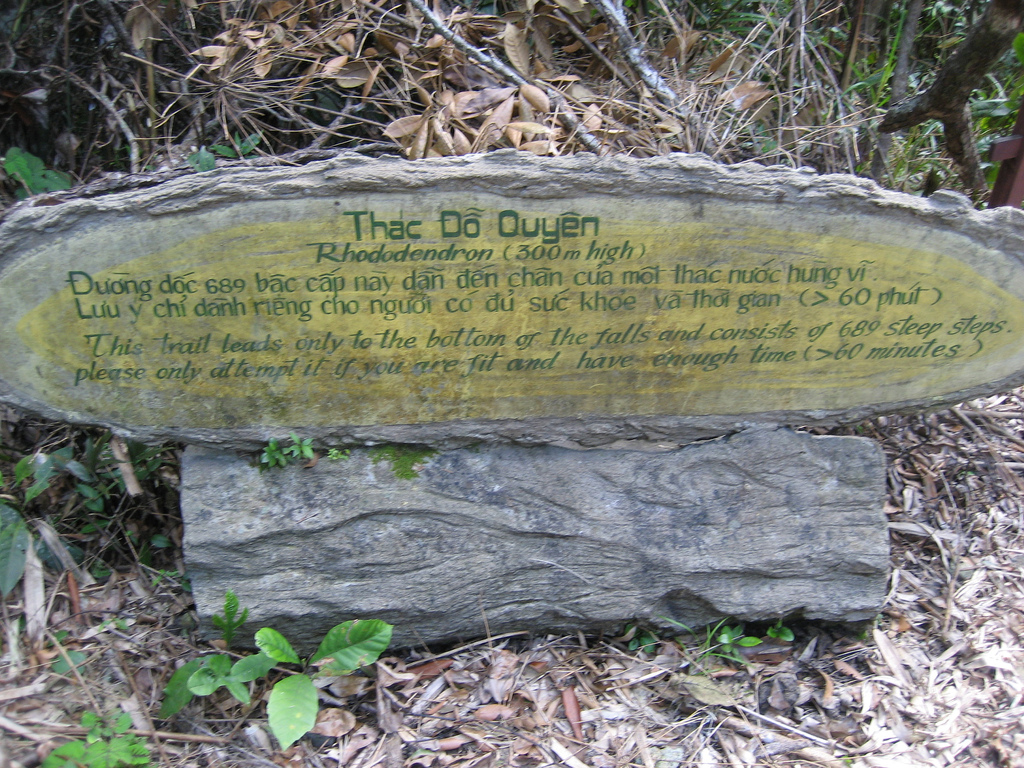 Thác Đỗ Quyên
Rhododendron (300m high)
Đường dốc 689 bậc cấp này dẫn đến chân của một thác nước hùng vĩ.
Lưu ý chỉ dành riêng cho người có đủ sức khỏe và thời gian (> 60 phút)
This trail leads only to the bottom of the falls and consists of 689 steep steps.
please only attempt it if you are fit and have enough time (>60 minutes)